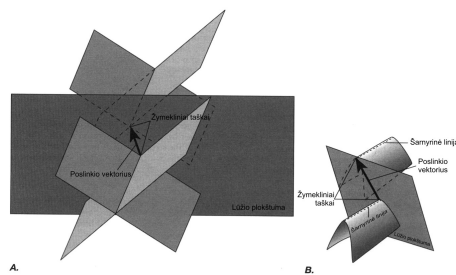 Žymekliniai taškai
Poslinkio vektorius
Lūžio plokštuma
A.
Šarnyrinė linija
Poslinkio
vektorius
Žymekliniai
taškai
Šarnyrinė linija
Lūžio plokštuma
B.